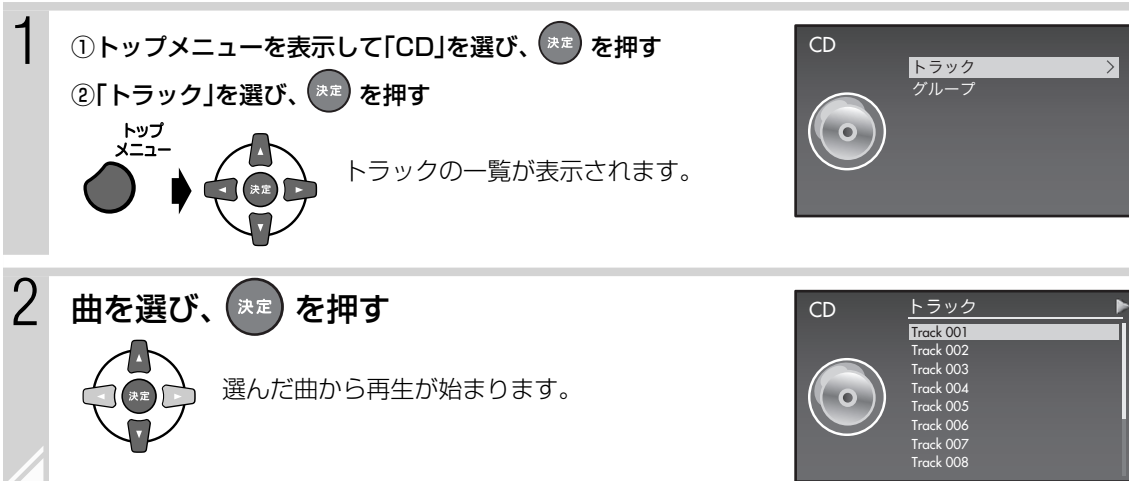 1
①トップメニューを表示して「CD」を選び、決定を押す
②「トラック」を選び、決定を押す
トップ
メニュー
決定
トラックの一覧が表示されます。
CD
トラック
グループ
2
曲を選び、決定を押す
決定
選んだ曲から再生が始まります。
CD
トラック
Track 001
Track 002
Track 003
Track 004
Track 005
Track 006
Track 007
Track 008